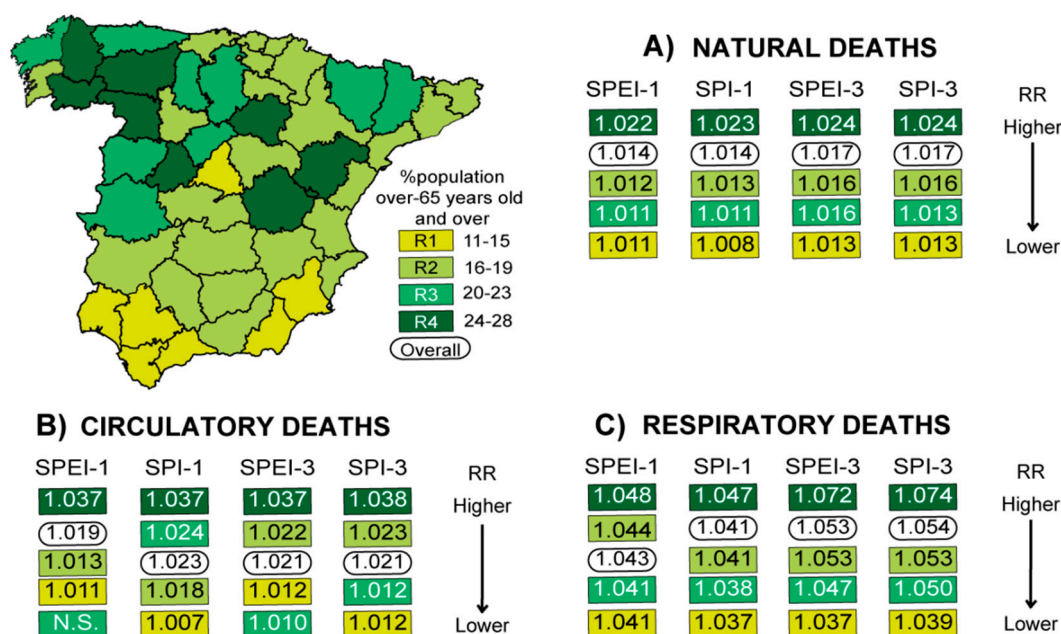 A) NATURAL DEATHS
SPEI-1 SPI-1 SPEI-3 SPI-3 RR
1.022 1.023 1.024 1.024 Higher
1.014 1.014 1.017 1.017
1.012 1.013 1.016 1.016
1.011 1.011 1.016 1.013
1.011 1.008 1.013 1.013 Lower
%population
over-65 years old
and over
R1 11-15
R2 16-19
R3 20-23
R4 24-28
Overall
B) CIRCULATORY DEATHS
SPEI-1 SPI-1 SPEI-3 SPI-3 RR
1.037 1.037 1.037 1.038 Higher
1.019 1.024 1.022 1.023
1.013 1.023 1.021 1.021
1.011 1.018 1.012 1.012
N.S. 1.007 1.010 1.012 Lower
C) RESPIRATORY DEATHS
SPEI-1 SPI-1 SPEI-3 SPI-3 RR
1.048 1.047 1.072 1.074 Higher
1.044 1.041 1.053 1.054
1.043 1.041 1.053 1.053
1.041 1.038 1.047 1.050
1.041 1.037 1.037 1.039 Lower